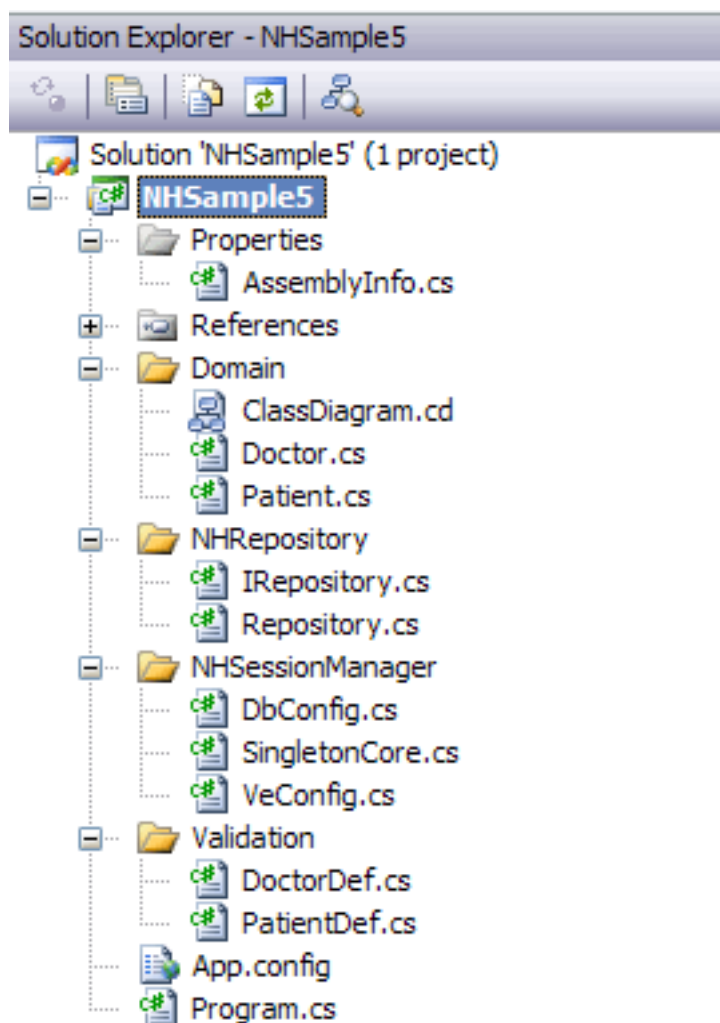 Solution Explorer - NHSample5
Solution 'NHSample5' (1 project)
NHSample5
Properties
AssemblyInfo.cs
References
Domain
ClassDiagram.cd
Doctor.cs
Patient.cs
NHRepository
IRepository.cs
Repository.cs
NHSessionManager
DbConfig.cs
SingletonCore.cs
VeConfig.cs
Validation
DoctorDef.cs
PatientDef.cs
App.config
Program.cs